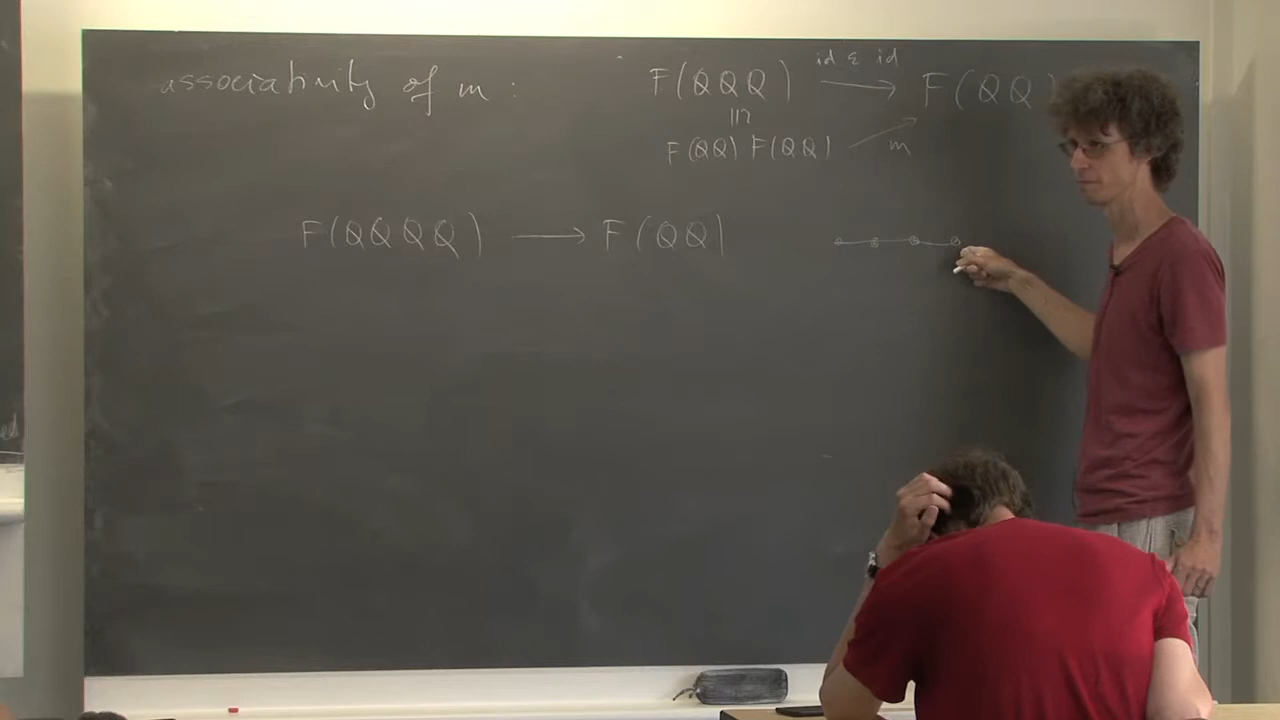 associativity of m :
id ε id
F(QQQ) ⟶ F(QQ)
≅
F(QQ) F(QQ) ⟶ m
F(QQQQ) ⟶ F(QQ)